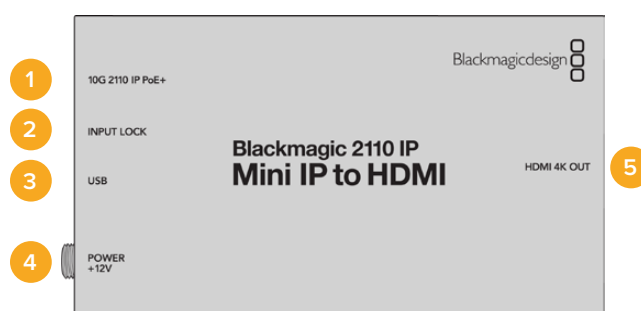 1
10G 2110 IP PoE+
Blackmagicdesign
2
INPUT LOCK
Blackmagic 2110 IP
Mini IP to HDMI
3
USB
HDMI 4K OUT
5
4
POWER
+12V